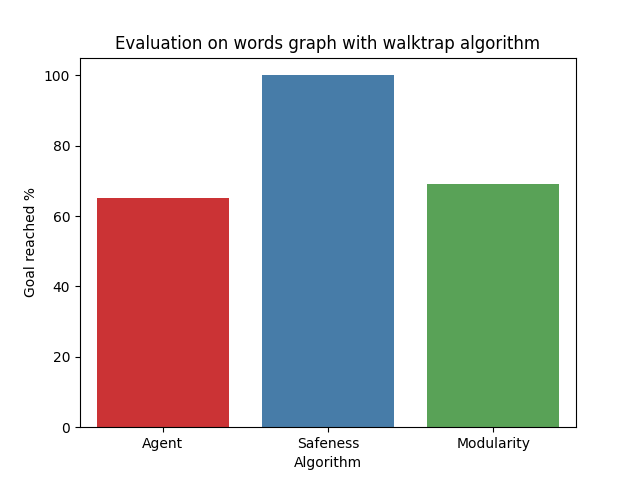 Evaluation on words graph with walktrap algorithm
Goal reached %
100
80
60
40
20
0
Agent
Safeness
Modularity
Algorithm